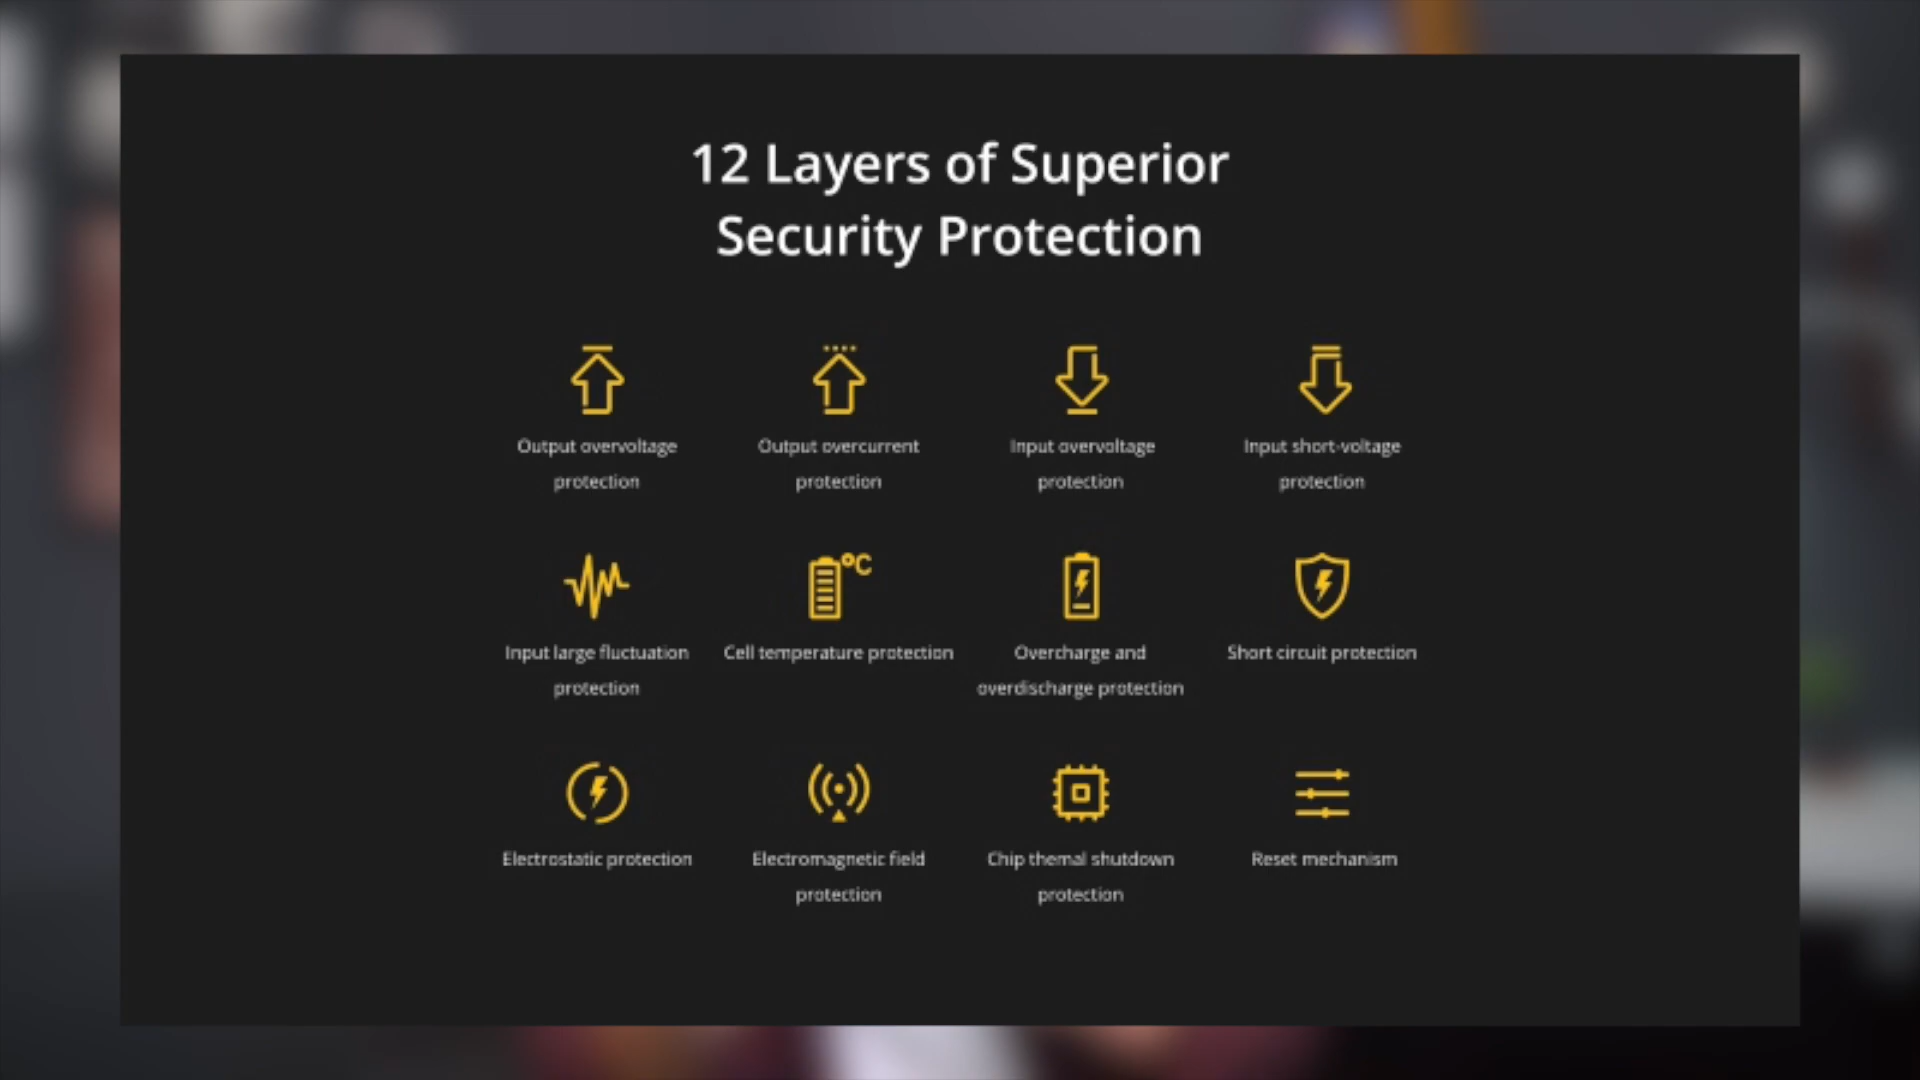 12 Layers of Superior
Security Protection
Output overvoltage
protection
Output overcurrent
protection
Input overvoltage
protection
Input short-voltage
protection
°C
Input large fluctuation
protection
Cell temperature protection
Overcharge and
overdischarge protection
Short circuit protection
Electrostatic protection
Electromagnetic field
protection
Chip themal shutdown
protection
Reset mechanism